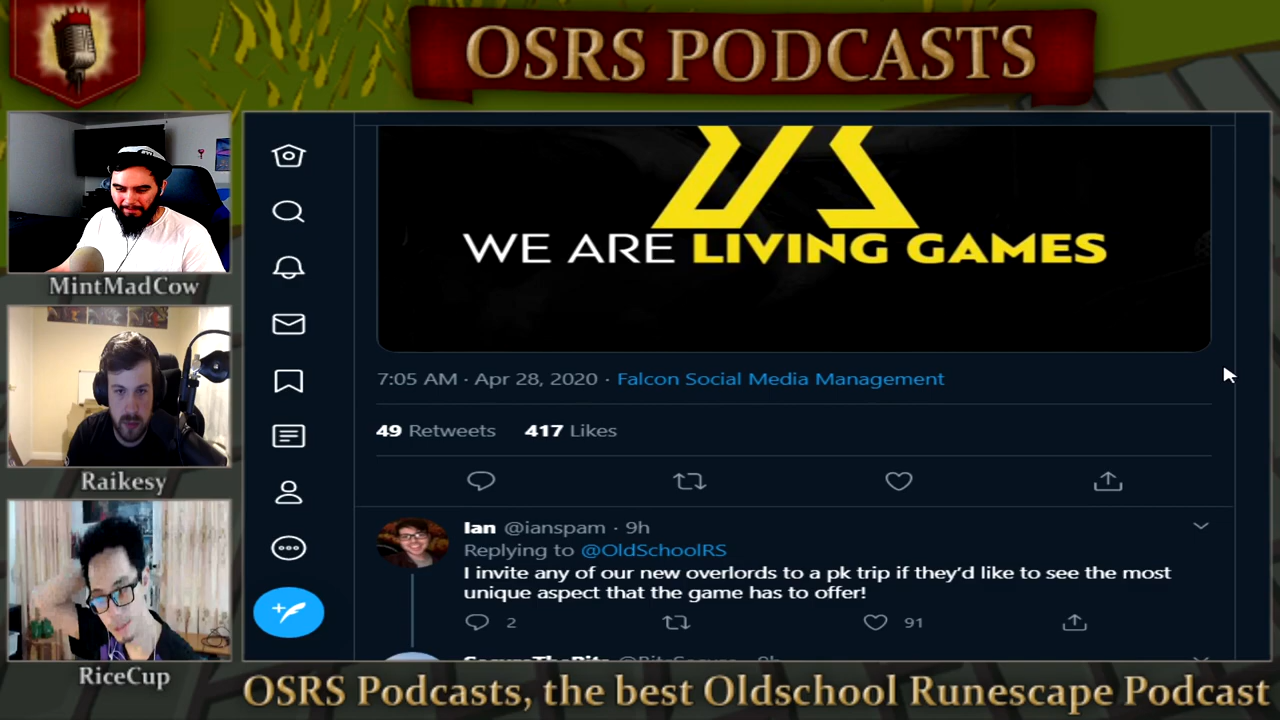 OSRS PODCASTS
MintMadCow
Raikesy
RiceCup
WE ARE LIVING GAMES
7:05 AM · Apr 28, 2020 · Falcon Social Media Management
49 Retweets 417 Likes
Ian @ianspam · 9h
Replying to @OldSchoolRS
I invite any of our new overlords to a pk trip if they'd like to see the most
unique aspect that the game has to offer!
2 91
OSRS Podcasts, the best Oldschool Runescape Podcast